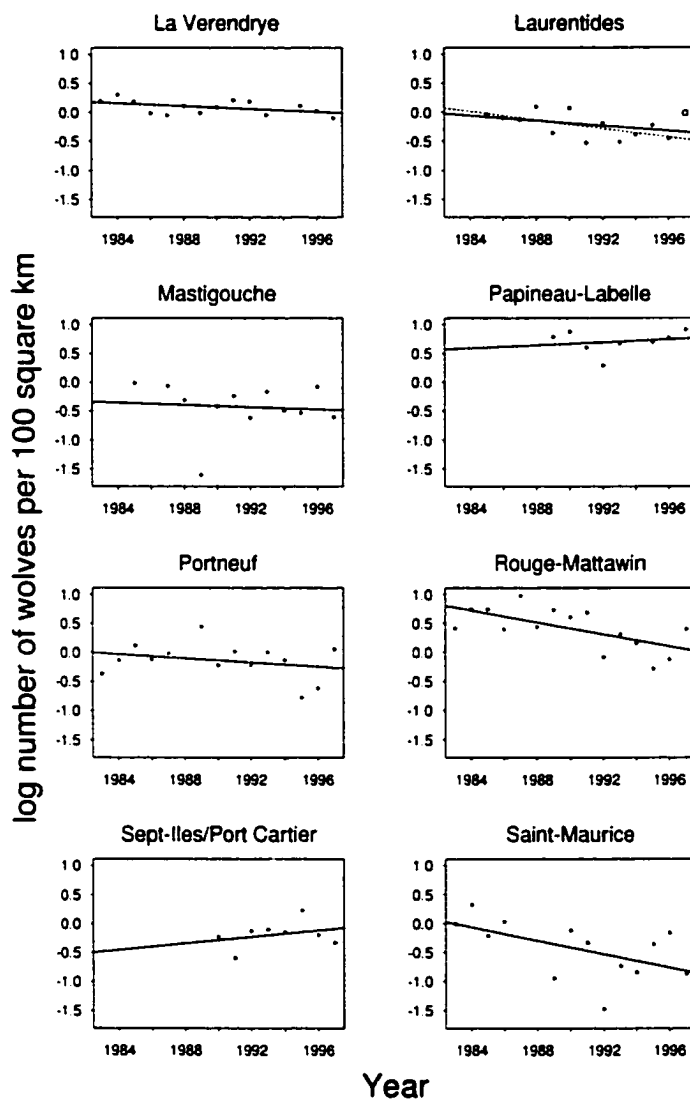 La Verendrye
1.0
0.5
0.0
-0.5
-1.0
-1.5
1984 1988 1992 1996
Laurentides
1.0
0.5
0.0
-0.5
-1.0
-1.5
1984 1988 1992 1996
Mastigouche
1.0
0.5
0.0
-0.5
-1.0
-1.5
1984 1988 1992 1996
Papineau-Labelle
1.0
0.5
0.0
-0.5
-1.0
-1.5
1984 1988 1992 1996
log number of wolves per 100 square km
Portneuf
1.0
0.5
0.0
-0.5
-1.0
-1.5
1984 1988 1992 1996
Rouge-Mattawin
1.0
0.5
0.0
-0.5
-1.0
-1.5
1984 1988 1992 1996
Sept-Iles/Port Cartier
1.0
0.5
0.0
-0.5
-1.0
-1.5
1984 1988 1992 1996
Saint-Maurice
1.0
0.5
0.0
-0.5
-1.0
-1.5
1984 1988 1992 1996
Year